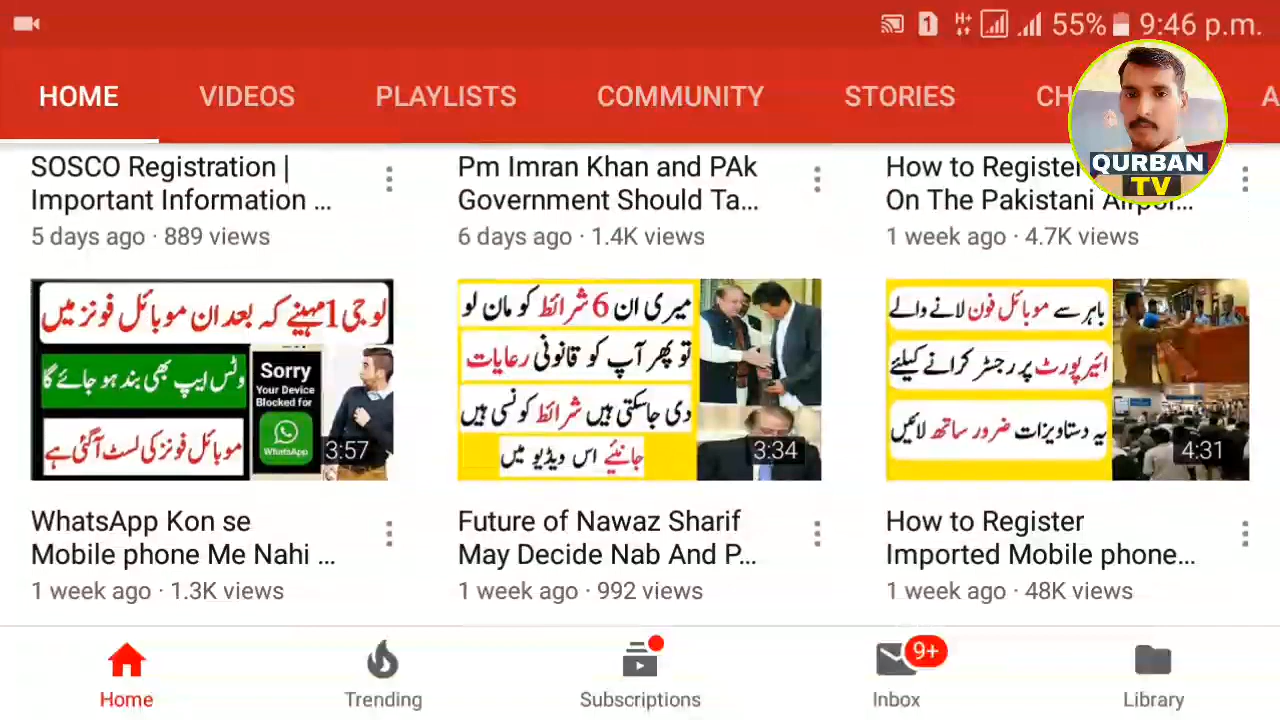 H+ 1 55% 9:46 p.m.
HOME VIDEOS PLAYLISTS COMMUNITY STORIES CH A
QURBAN
TV
SOSCO Registration |
Important Information ...
5 days ago · 889 views
Pm Imran Khan and PAk
Government Should Ta...
6 days ago · 1.4K views
How to Register
On The Pakistani Airpor...
1 week ago · 4.7K views
لو جی 1 مہینے کہ بعد ان موبائل فونز میں
وٹس ایپ بھی بند ہو جائے گا
موبائل فونز کی لسٹ آگئی ہے
Sorry
Your Device
Blocked for
WhatsApp
3:57
میری ان 6 شرائط کو مان لو
تو پھر آپ کو قانونی رعایات
دی جاسکتی ہیں شرائط کونسی ہیں
جانیئے اس ویڈیو میں
3:34
باہر سے موبائل فون لانے والے
ائیرپورٹ پر رجسٹر کرانے کیلئے
یہ دستاویزات ضرور ساتھ لائیں
4:31
WhatsApp Kon se
Mobile phone Me Nahi ...
1 week ago · 1.3K views
Future of Nawaz Sharif
May Decide Nab And P...
1 week ago · 992 views
How to Register
Imported Mobile phone...
1 week ago · 48K views
Home
Trending
Subscriptions
9+
Inbox
Library